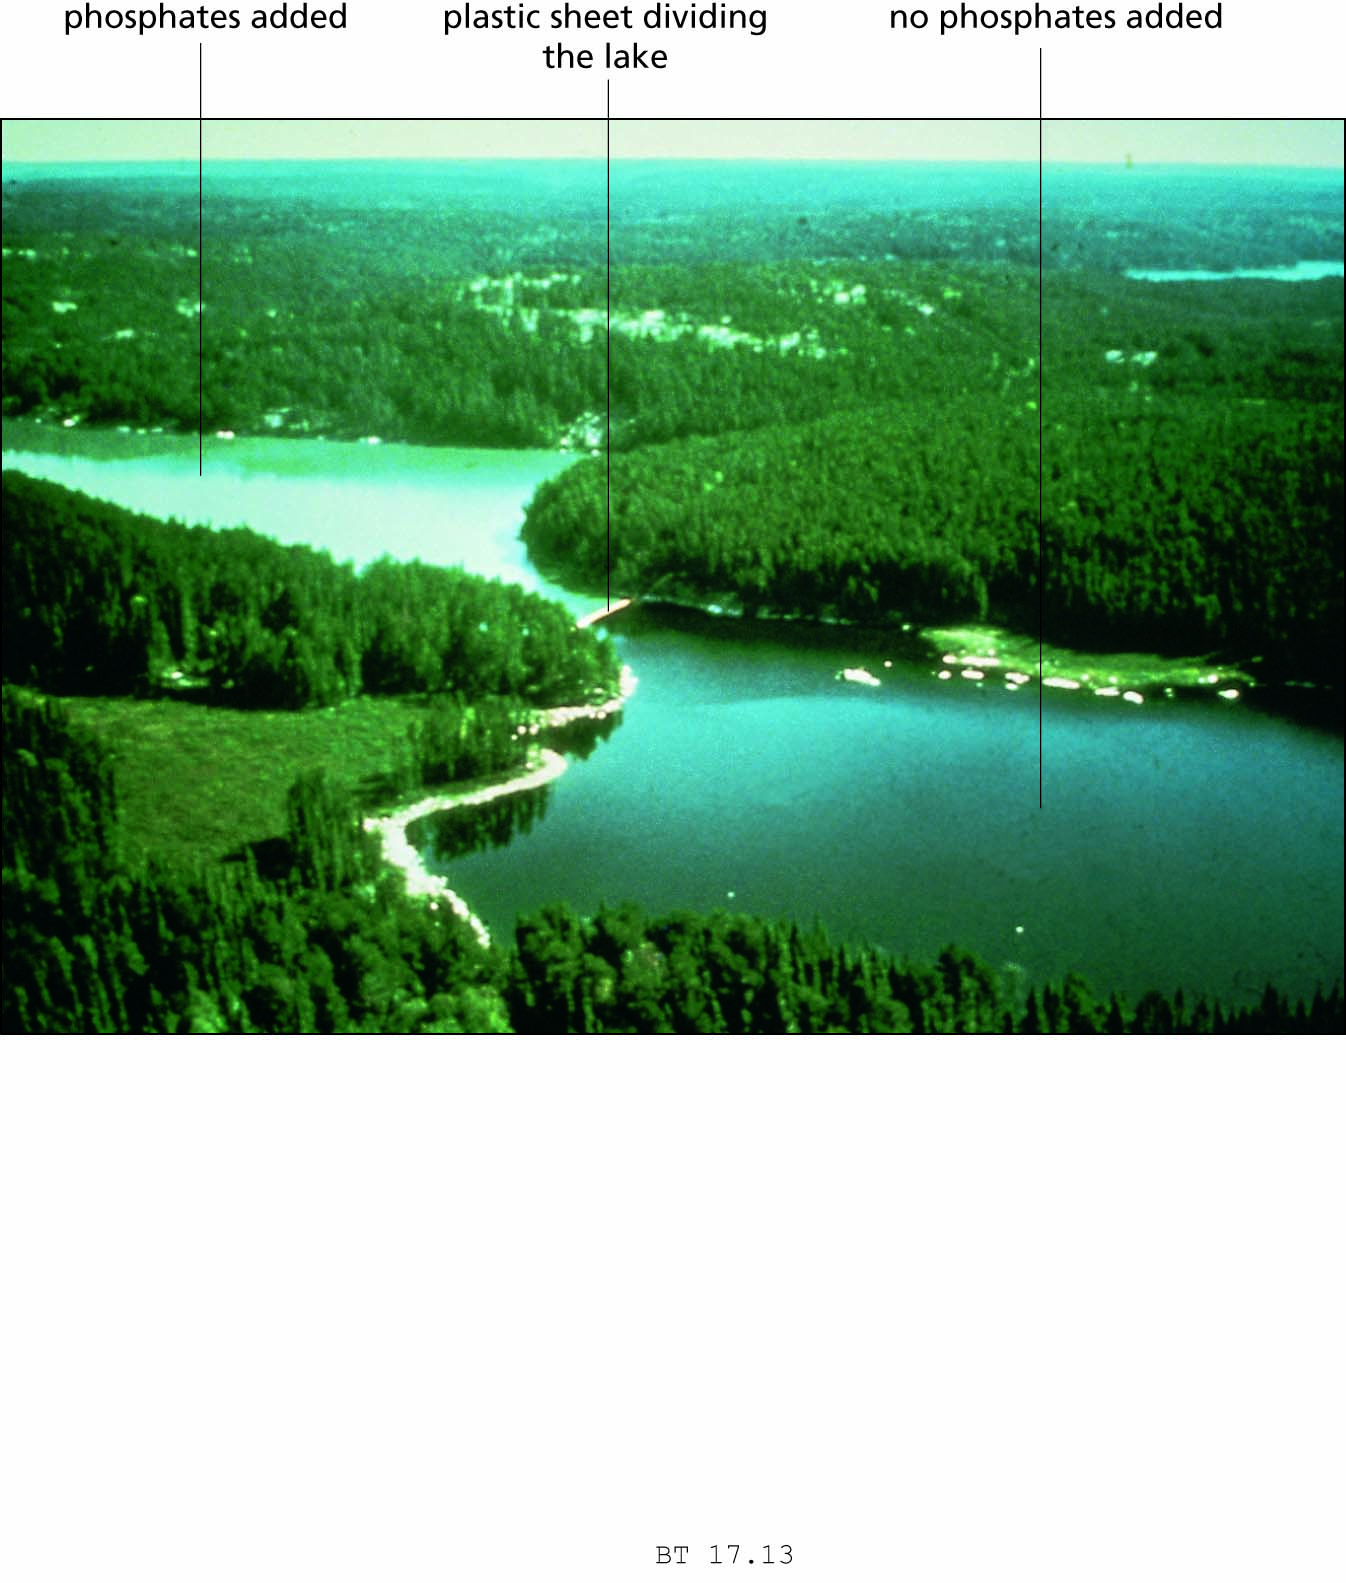 phosphates added
plastic sheet dividing
the lake
no phosphates added
BT 17.13